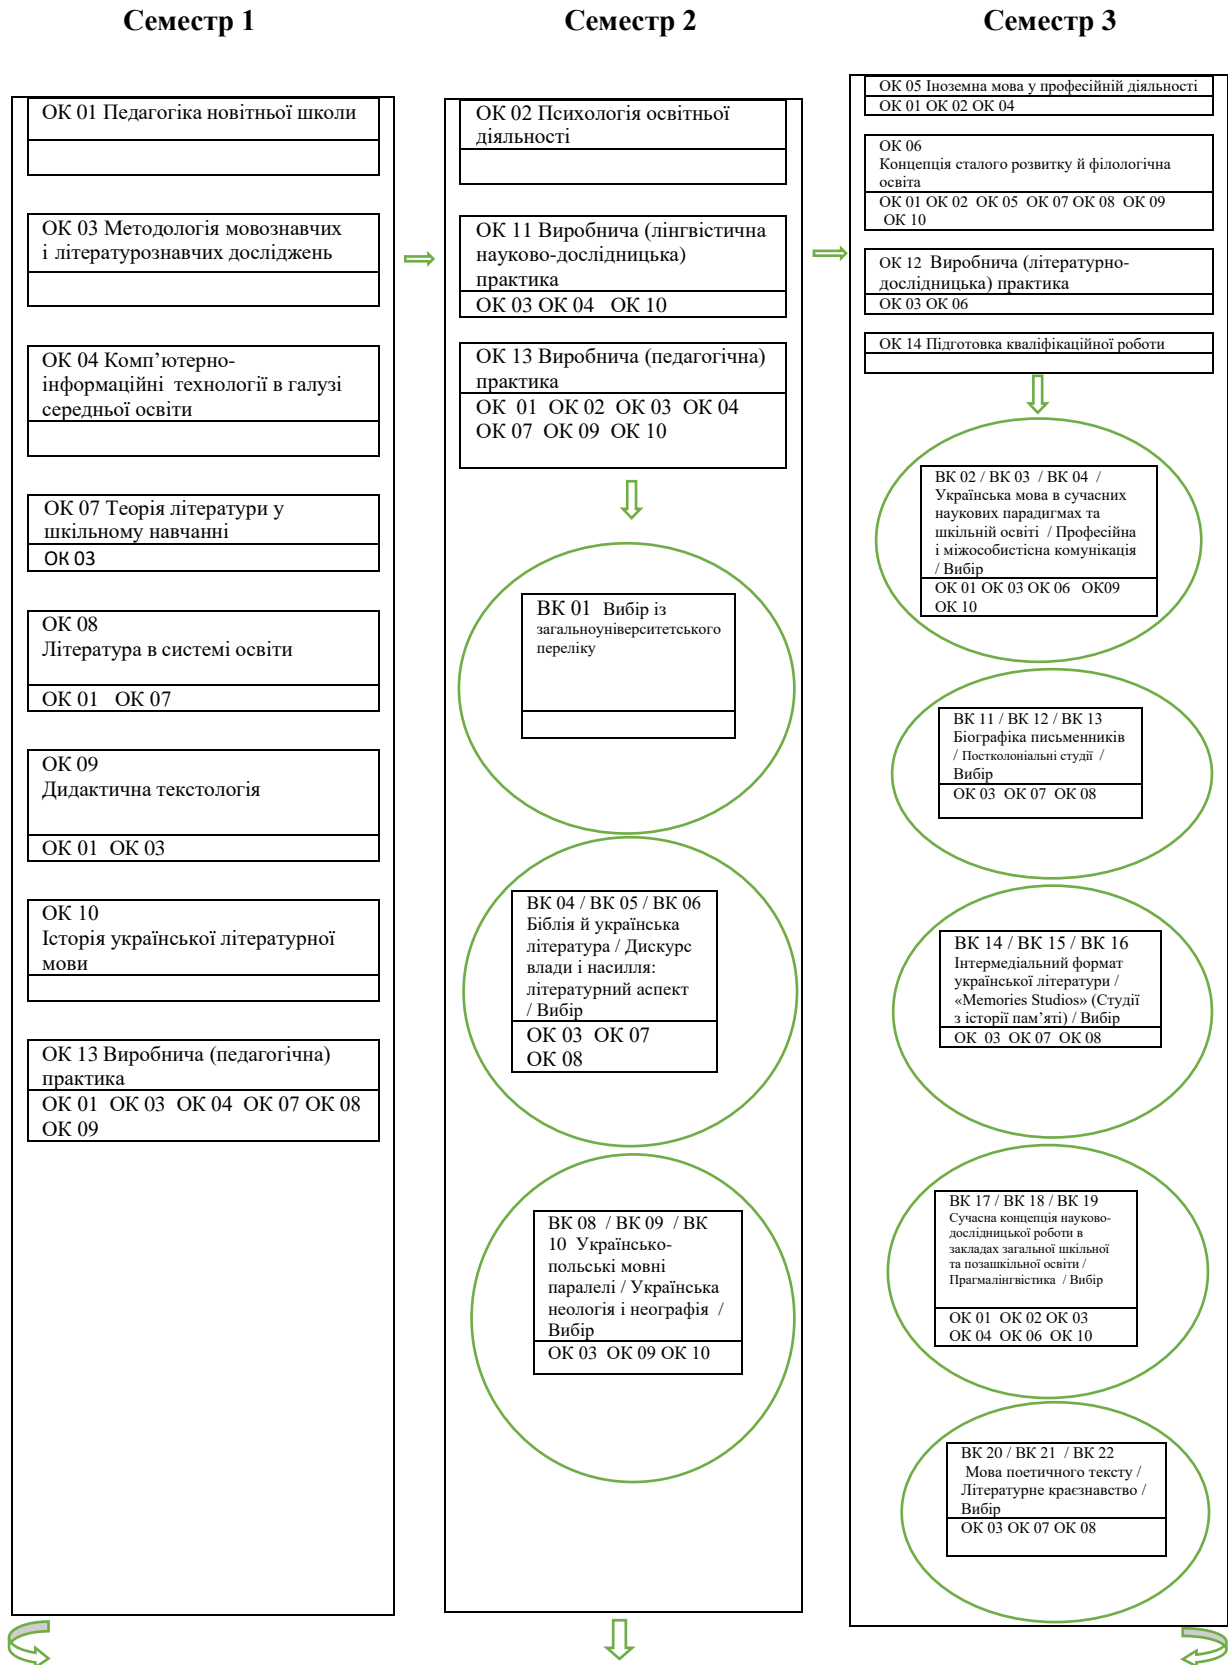 Семестр 1
Семестр 2
Семестр 3
ОК 01 Педагогіка новітньої школи
ОК 03 Методологія мовознавчих
і літературознавчих досліджень
ОК 04 Комп’ютерно-
інформаційні технології в галузі
середньої освіти
ОК 07 Теорія літератури у
шкільному навчанні
ОК 03
ОК 08
Література в системі освіти
ОК 01 ОК 07
ОК 09
Дидактична текстологія
ОК 01 ОК 03
ОК 10
Історія української літературної
мови
ОК 13 Виробнича (педагогічна)
практика
ОК 01 ОК 03 ОК 04 ОК 07 ОК 08
ОК 09
ОК 02 Психологія освітньої
діяльності
ОК 11 Виробнича (лінгвістична
науково-дослідницька)
практика
ОК 03 ОК 04 ОК 10
ОК 13 Виробнича (педагогічна)
практика
ОК 01 ОК 02 ОК 03 ОК 04
ОК 07 ОК 09 ОК 10
ВК 01 Вибір із
загальноуніверситетського
переліку
ВК 04 / ВК 05 / ВК 06
Біблія й українська
література / Дискурс
влади і насилля:
літературний аспект
/ Вибір
ОК 03 ОК 07
ОК 08
ВК 08 / ВК 09 / ВК
10 Українсько-
польські мовні
паралелі / Українська
неологія і неографія /
Вибір
ОК 03 ОК 09 ОК 10
ОК 05 Іноземна мова у професійній діяльності
ОК 01 ОК 02 ОК 04
ОК 06
Концепція сталого розвитку й філологічна
освіта
ОК 01 ОК 02 ОК 05 ОК 07 ОК 08 ОК 09
ОК 10
ОК 12 Виробнича (літературно-
дослідницька) практика
ОК 03 ОК 06
ОК 14 Підготовка кваліфікаційної роботи
ВК 02 / ВК 03 / ВК 04 /
Українська мова в сучасних
наукових парадигмах та
шкільній освіті / Професійна
і міжособистісна комунікація
/ Вибір
ОК 01 ОК 03 ОК 06 ОК09
ОК 10
ВК 11 / ВК 12 / ВК 13
Біографіка письменників
/ Постколоніальні студії /
Вибір
ОК 03 ОК 07 ОК 08
ВК 14 / ВК 15 / ВК 16
Інтермедіальний формат
української літератури /
«Memories Studios» (Студії
з історії пам’яті) / Вибір
ОК 03 ОК 07 ОК 08
ВК 17 / ВК 18 / ВК 19
Сучасна концепція науково-
дослідницької роботи в
закладах загальної шкільної
та позашкільної освіти /
Прагмалінгвістика / Вибір
ОК 01 ОК 02 ОК 03
ОК 04 ОК 06 ОК 10
ВК 20 / ВК 21 / ВК 22
Мова поетичного тексту /
Літературне краєзнавство /
Вибір
ОК 03 ОК 07 ОК 08